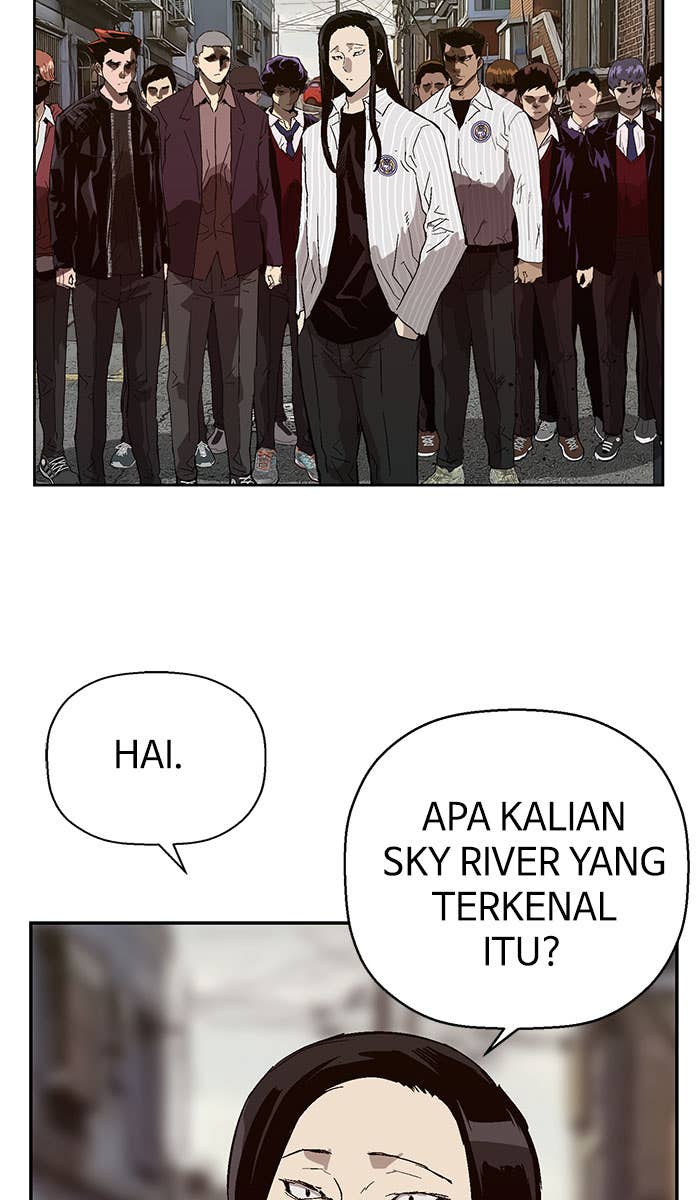 HAI.
APA KALIAN
SKY RIVER YANG
TERKENAL
ITU?